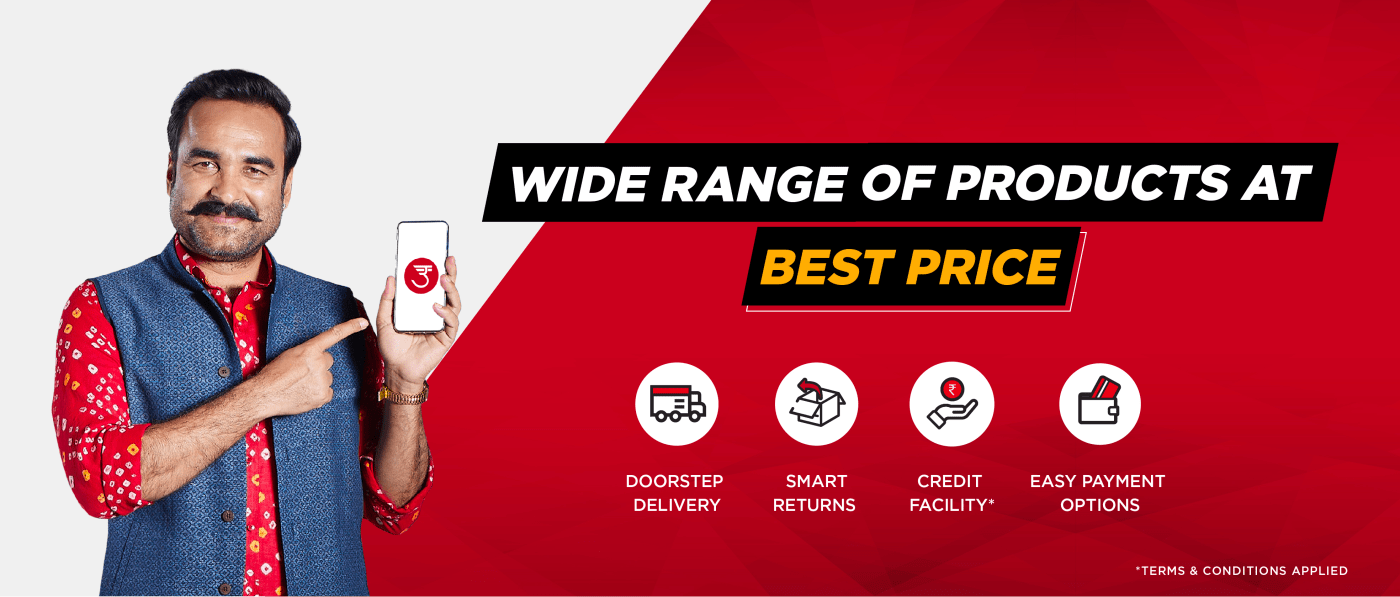 WIDE RANGE OF PRODUCTS AT
BEST PRICE
DOORSTEP
DELIVERY
SMART
RETURNS
CREDIT
FACILITY*
EASY PAYMENT
OPTIONS
*TERMS & CONDITIONS APPLIED